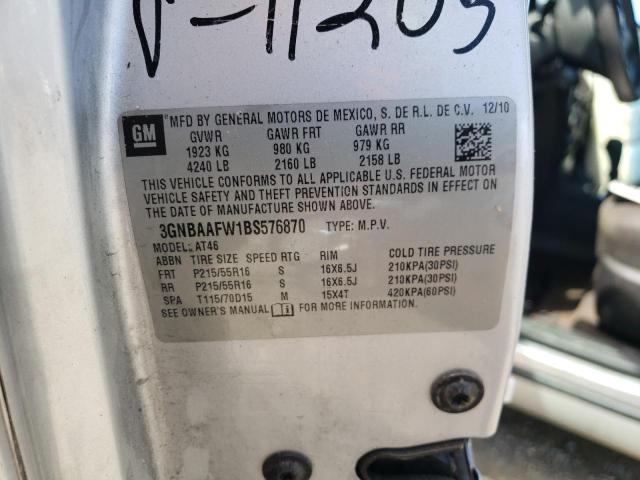 P-11205
GM
MFD BY GENERAL MOTORS DE MEXICO, S. DE R.L. DE C.V. 12/10
GVWR GAWR FRT GAWR RR
1923 KG 980 KG 979 KG
4240 LB 2160 LB 2158 LB
THIS VEHICLE CONFORMS TO ALL APPLICABLE U.S. FEDERAL MOTOR
VEHICLE SAFETY AND THEFT PREVENTION STANDARDS IN EFFECT ON THE
DATE OF MANUFACTURE SHOWN ABOVE.
3GNBAAFW1BS576870 TYPE: M.P.V.
MODEL: AT46
ABBN TIRE SIZE SPEED RTG RIM COLD TIRE PRESSURE
FRT P215/55R16 S 16X6.5J 210KPA(30PSI)
RR P215/55R16 S 16X6.5J 210KPA(30PSI)
SPA T115/70D15 M 15X4T 420KPA(60PSI)
SEE OWNER'S MANUAL FOR MORE INFORMATION.